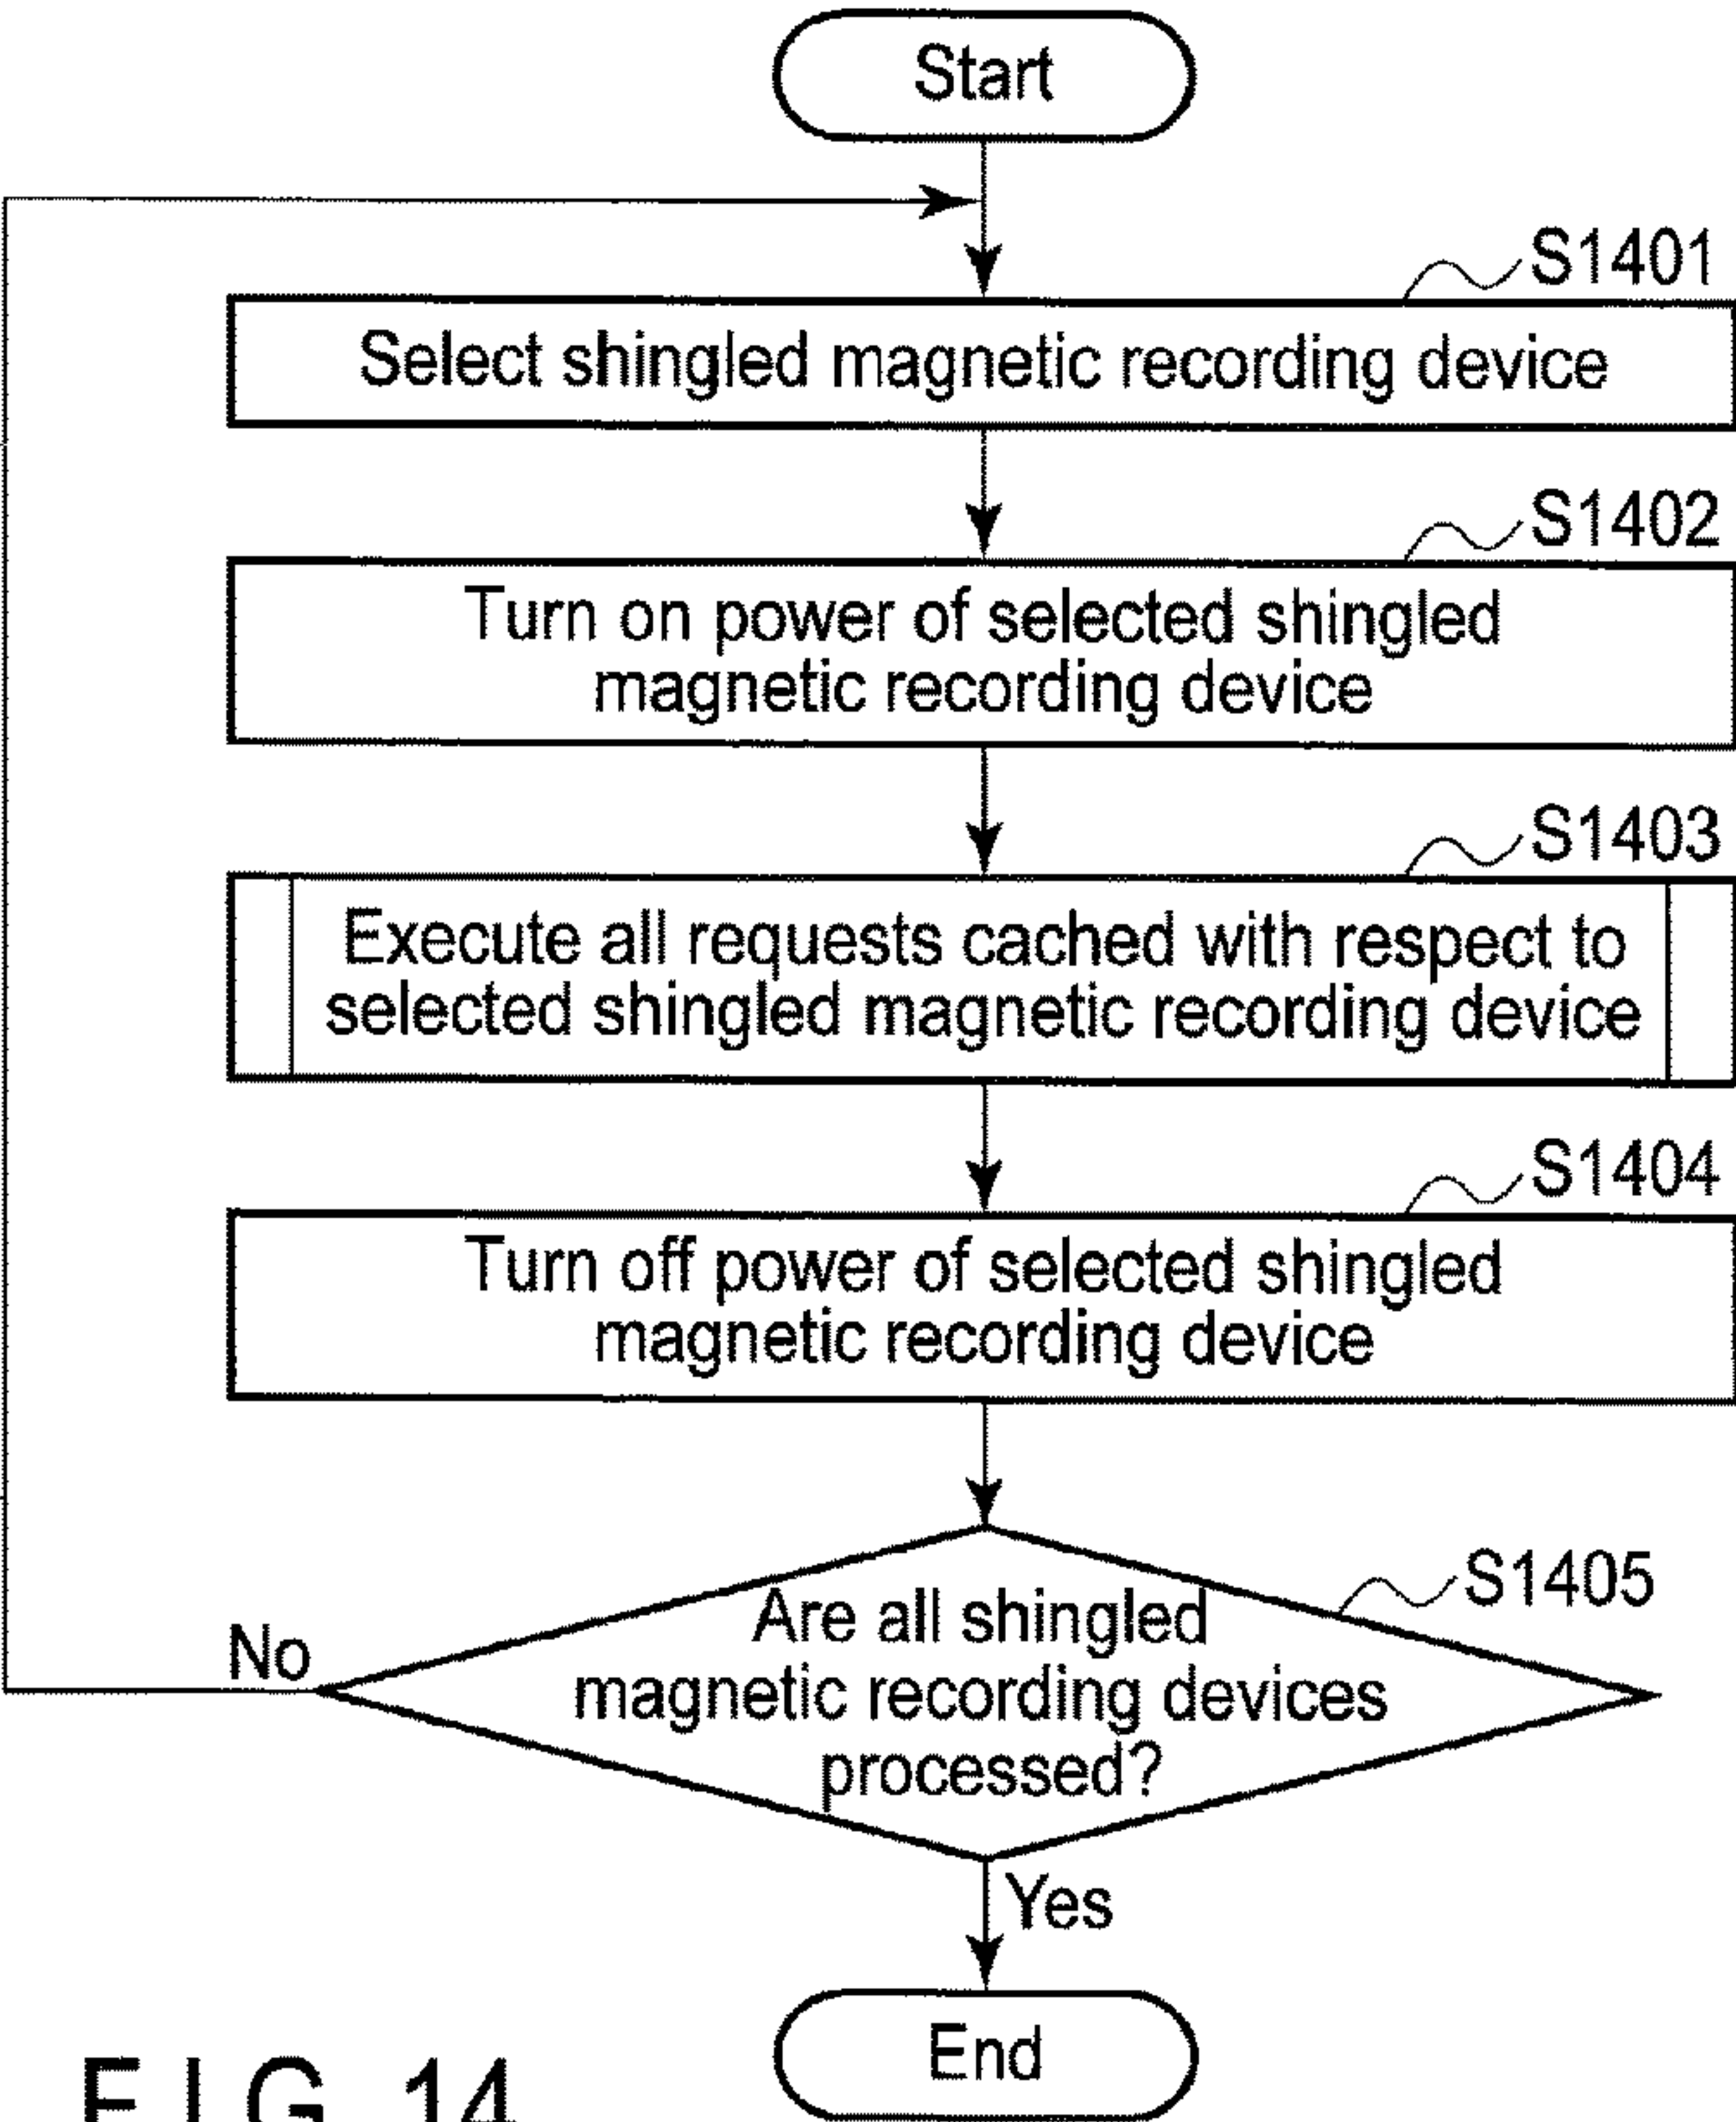 Start
S1401
Select shingled magnetic recording device
S1402
Turn on power of selected shingled
magnetic recording device
S1403
Execute all requests cached with respect to
selected shingled magnetic recording device
S1404
Turn off power of selected shingled
magnetic recording device
S1405
Are all shingled
magnetic recording devices
processed?
No
Yes
End
FIG. 14